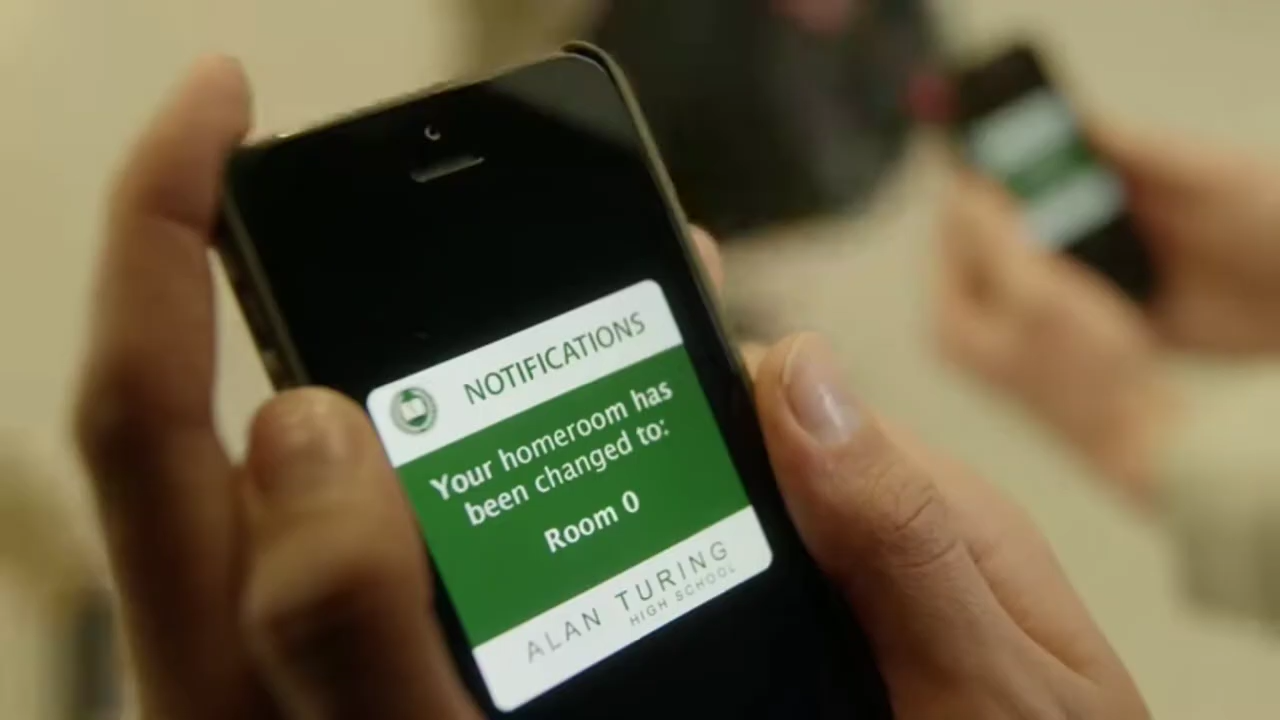 NOTIFICATIONS
Your homeroom has
been changed to:
Room 0
ALAN TURING
HIGH SCHOOL